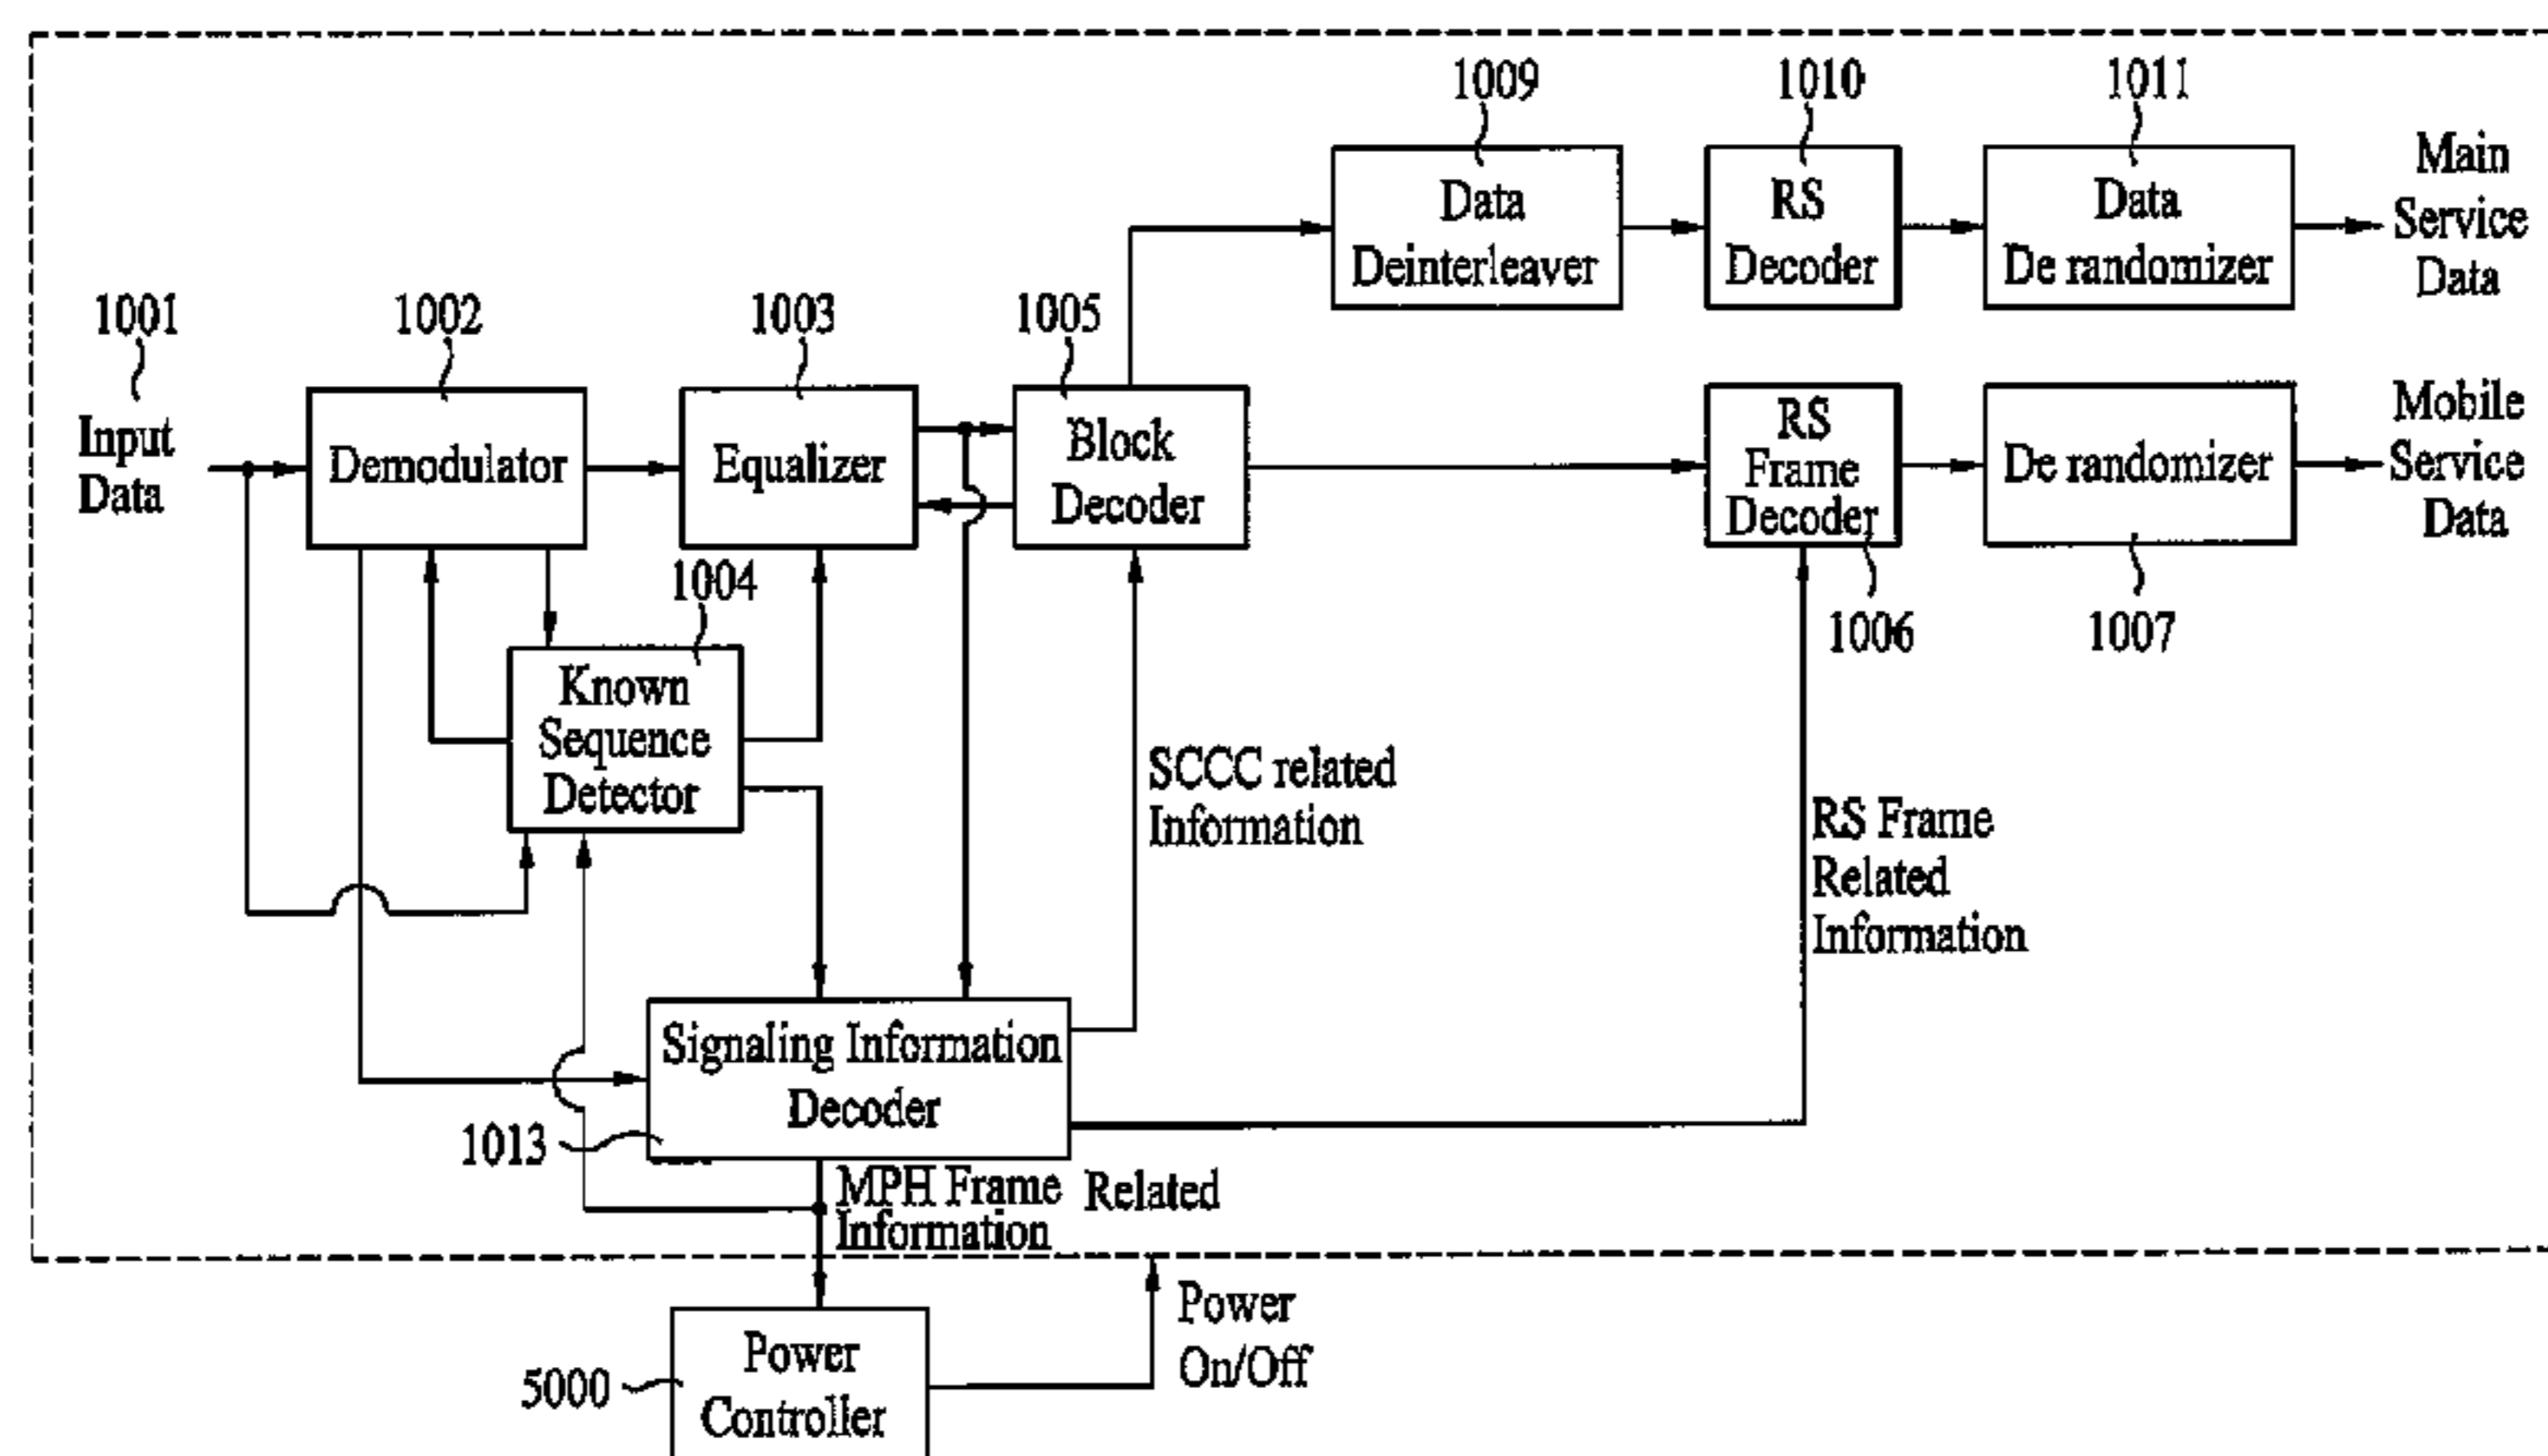 1009
1010
1011
Data
Deinterleaver
RS
Decoder
Data
De randomizer
Main
Service
Data
1001
1002
1003
1005
Input
Data
Demodulator
Equalizer
Block
Decoder
RS
Frame
Decoder
De randomizer
Mobile
Service
Data
1004
1006
1007
Known
Sequence
Detector
SCCC related
Information
RS Frame
Related
Information
Signaling Information
Decoder
1013
MPH Frame Related
Information
Power
On/Off
5000
Power
Controller